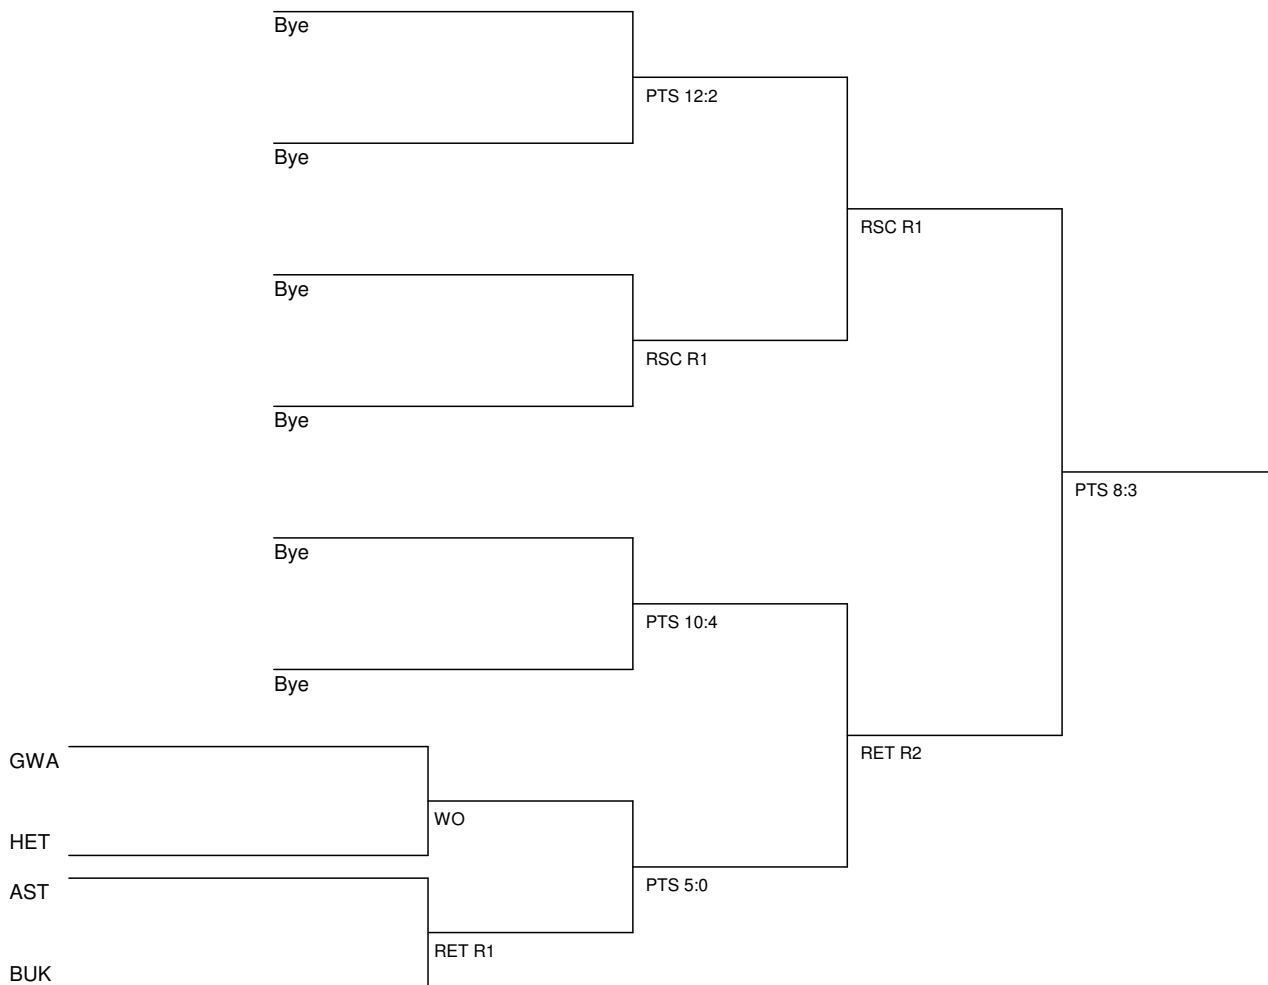 Bye
PTS 12:2
Bye
RSC R1
Bye
RSC R1
Bye
PTS 8:3
Bye
PTS 10:4
Bye
GWA
RET R2
WO
HET
PTS 5:0
AST
RET R1
BUK